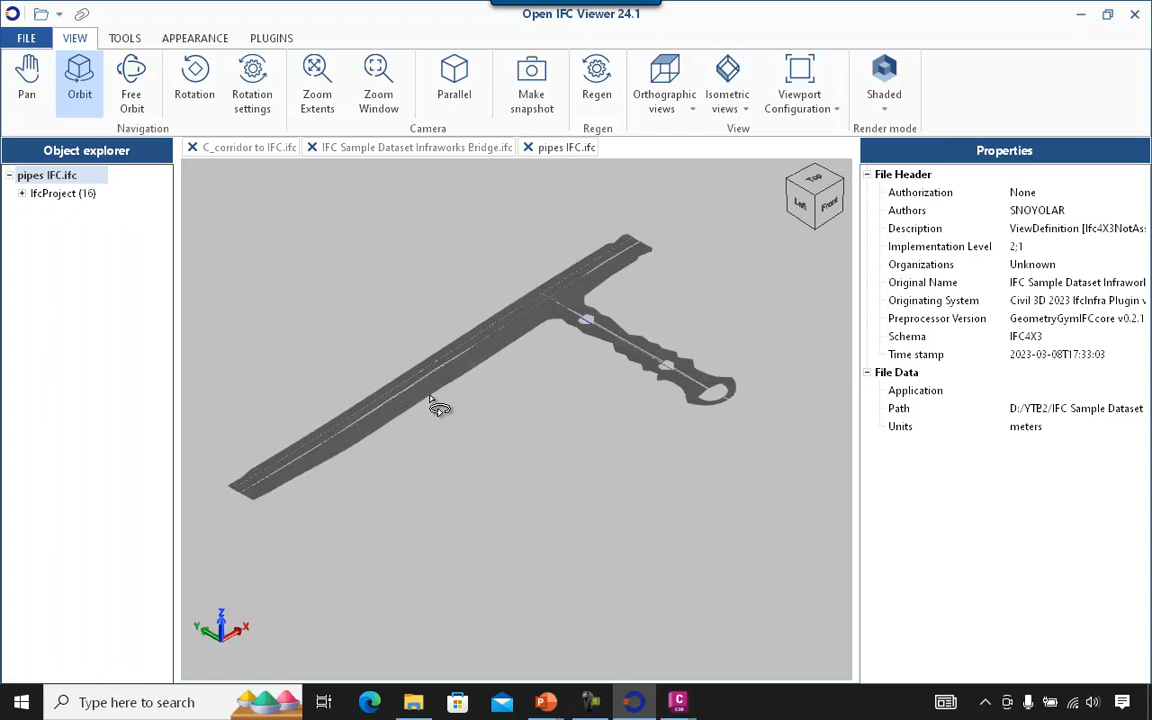 Open IFC Viewer 24.1
FILE
VIEW
TOOLS
APPEARANCE
PLUGINS
Pan
Orbit
Free Orbit
Rotation
Rotation settings
Zoom Extents
Zoom Window
Parallel
Make snapshot
Regen
Orthographic views
Isometric views
Viewport Configuration
Shaded
Navigation
Camera
Regen
View
Render mode
Object explorer
C_corridor to IFC.ifc
IFC Sample Dataset Infraworks Bridge.ifc
pipes IFC.ifc
Properties
pipes IFC.ifc
IfcProject (16)
Top
Left
Front
File Header
Authorization None
Authors SNOYOLAR
Description ViewDefinition [Ifc4X3NotAss
Implementation Level 2;1
Organizations Unknown
Original Name IFC Sample Dataset Infrawork
Originating System Civil 3D 2023 IfcInfra Plugin v
Preprocessor Version GeometryGymIFCcore v0.2.1
Schema IFC4X3
Time stamp 2023-03-08T17:33:03
File Data
Application
Path D:/YTB2/IFC Sample Dataset
Units meters
Z
Y
X
Type here to search